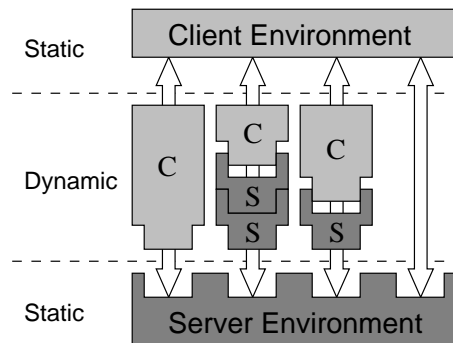 Client Environment
Static
C
C
C
Dynamic
S
S
S
Static
Server Environment